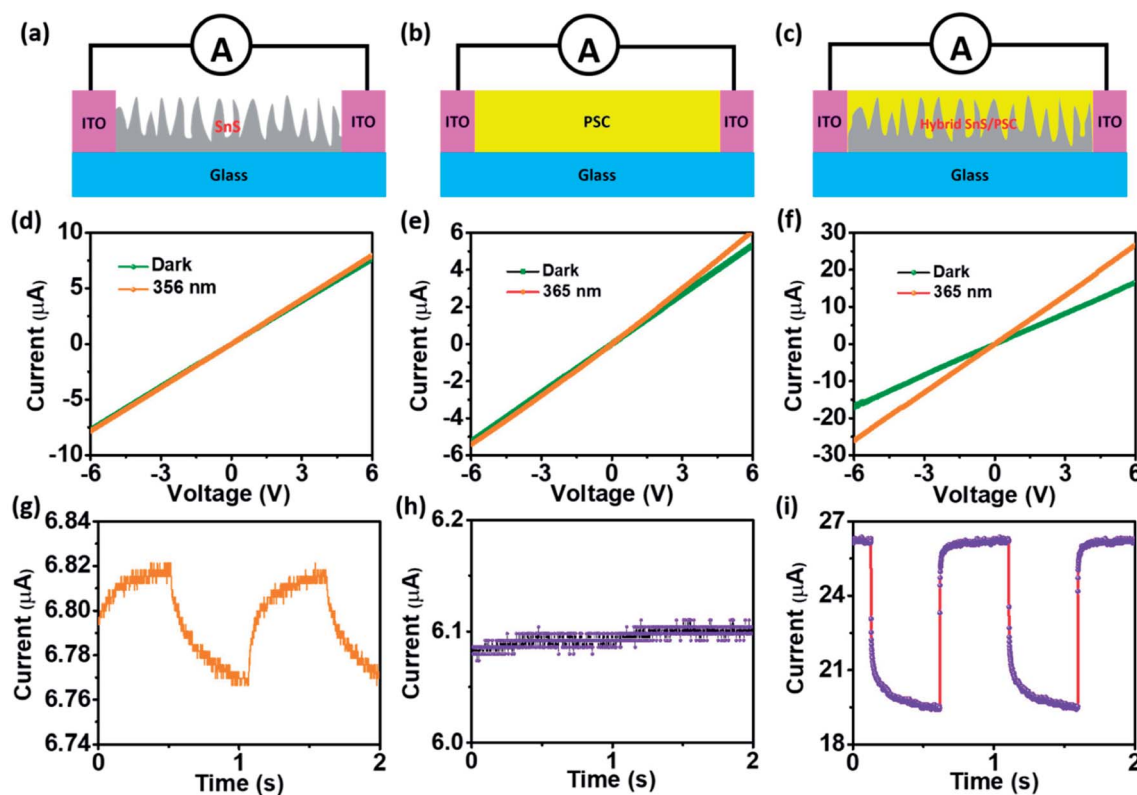 (a)
A
ITO
SnS
ITO
Glass
(b)
A
ITO
PSC
ITO
Glass
(c)
A
ITO
Hybrid SnS/PSC
ITO
Glass
(d)
10
5
0
-5
-10
Current (μA)
Dark
356 nm
-6 -3 0 3 6
Voltage (V)
(e)
6
4
2
0
-2
-4
-6
Current (μA)
Dark
365 nm
-6 -3 0 3 6
Voltage (V)
(f)
30
20
10
0
-10
-20
-30
Current (μA)
Dark
365 nm
-6 -3 0 3 6
Voltage (V)
(g)
6.84
6.82
6.80
6.78
6.76
6.74
Current (μA)
0 1 2
Time (s)
(h)
6.2
6.1
6.0
Current (μA)
0 1 2
Time (s)
(i)
27
24
21
18
Current (μA)
0 1 2
Time (s)